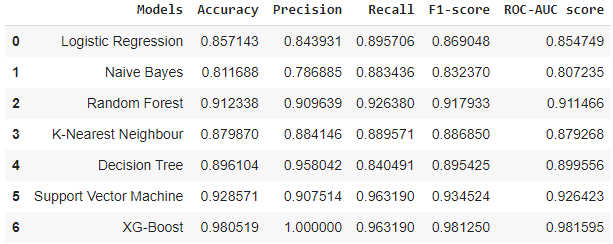 Models Accuracy Precision Recall F1-score ROC-AUC score
0 Logistic Regression 0.857143 0.843931 0.895706 0.869048 0.854749
1 Naive Bayes 0.811688 0.786885 0.883436 0.832370 0.807235
2 Random Forest 0.912338 0.909639 0.926380 0.917933 0.911466
3 K-Nearest Neighbour 0.879870 0.884146 0.889571 0.886850 0.879268
4 Decision Tree 0.896104 0.958042 0.840491 0.895425 0.899556
5 Support Vector Machine 0.928571 0.907514 0.963190 0.934524 0.926423
6 XG-Boost 0.980519 1.000000 0.963190 0.981250 0.981595